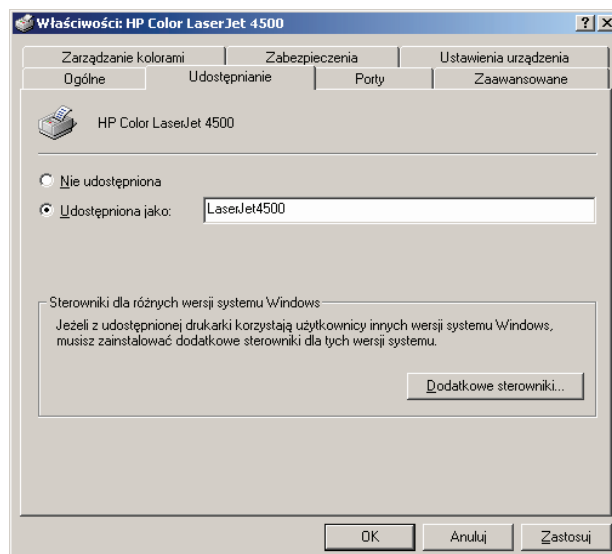 Właściwości: HP Color LaserJet 4500
Zarządzanie kolorami Zabezpieczenia Ustawienia urządzenia
Ogólne Udostępnianie Porty Zaawansowane
HP Color LaserJet 4500
Nie udostępniona
Udostępniona jako: LaserJet4500
Sterowniki dla różnych wersji systemu Windows
Jeżeli z udostępnionej drukarki korzystają użytkownicy innych wersji systemu Windows,
musisz zainstalować dodatkowe sterowniki dla tych wersji systemu.
Dodatkowe sterowniki...
OK Anuluj Zastosuj